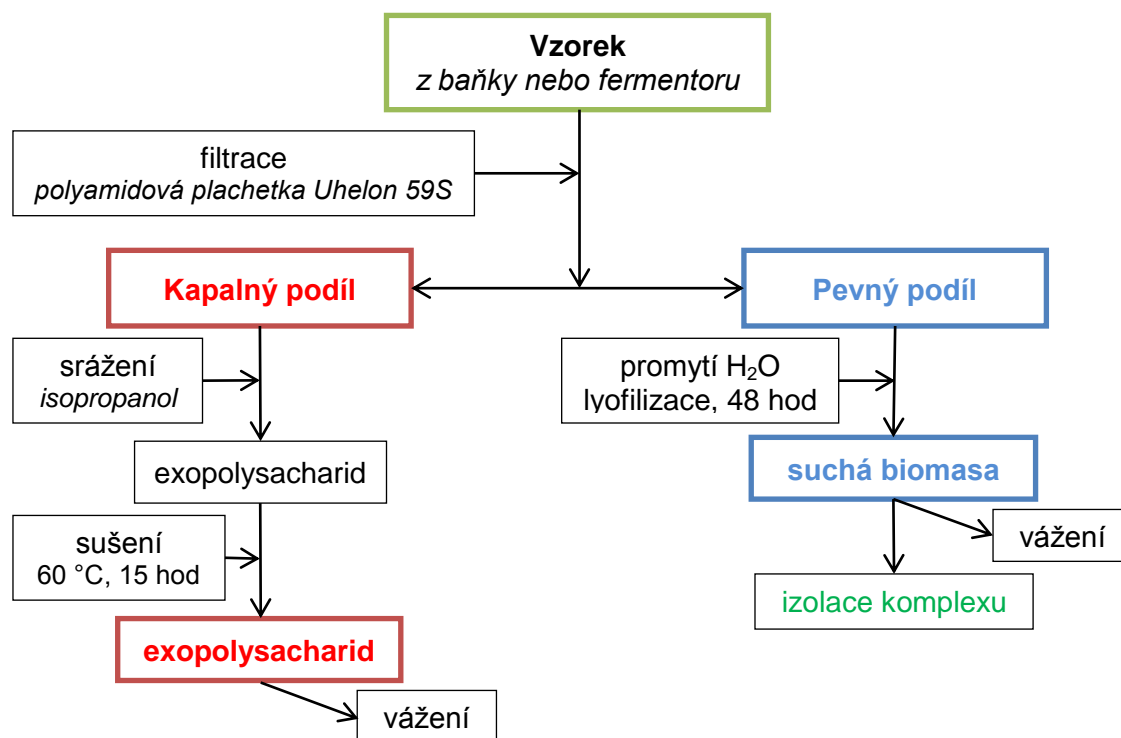 Vzorek
z baňky nebo fermentoru
filtrace
polyamidová plachetka Uhelon 59S
Kapalný podíl
Pevný podíl
srážení
isopropanol
promytí H₂O
lyofilizace, 48 hod
exopolysacharid
suchá biomasa
sušení
60 °C, 15 hod
vážení
izolace komplexu
exopolysacharid
vážení